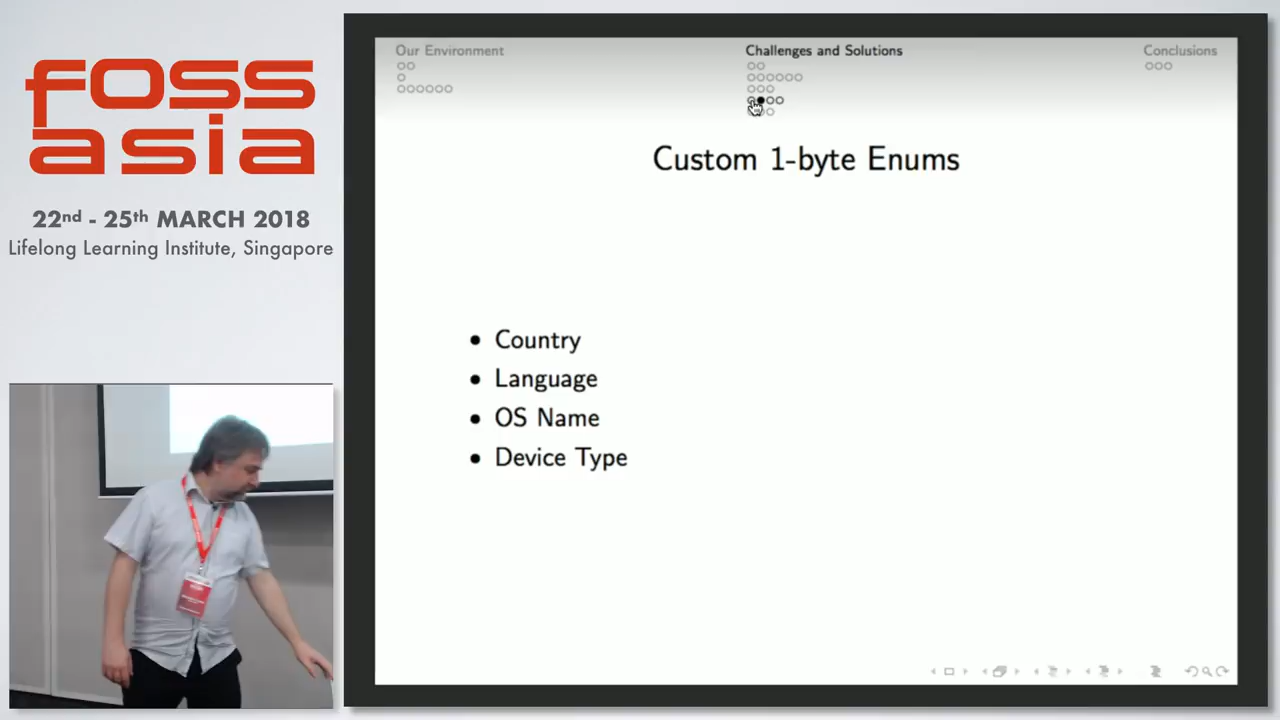 foss
asia
22nd - 25th MARCH 2018
Lifelong Learning Institute, Singapore
Our Environment
Challenges and Solutions
Conclusions
Custom 1-byte Enums
• Country
• Language
• OS Name
• Device Type